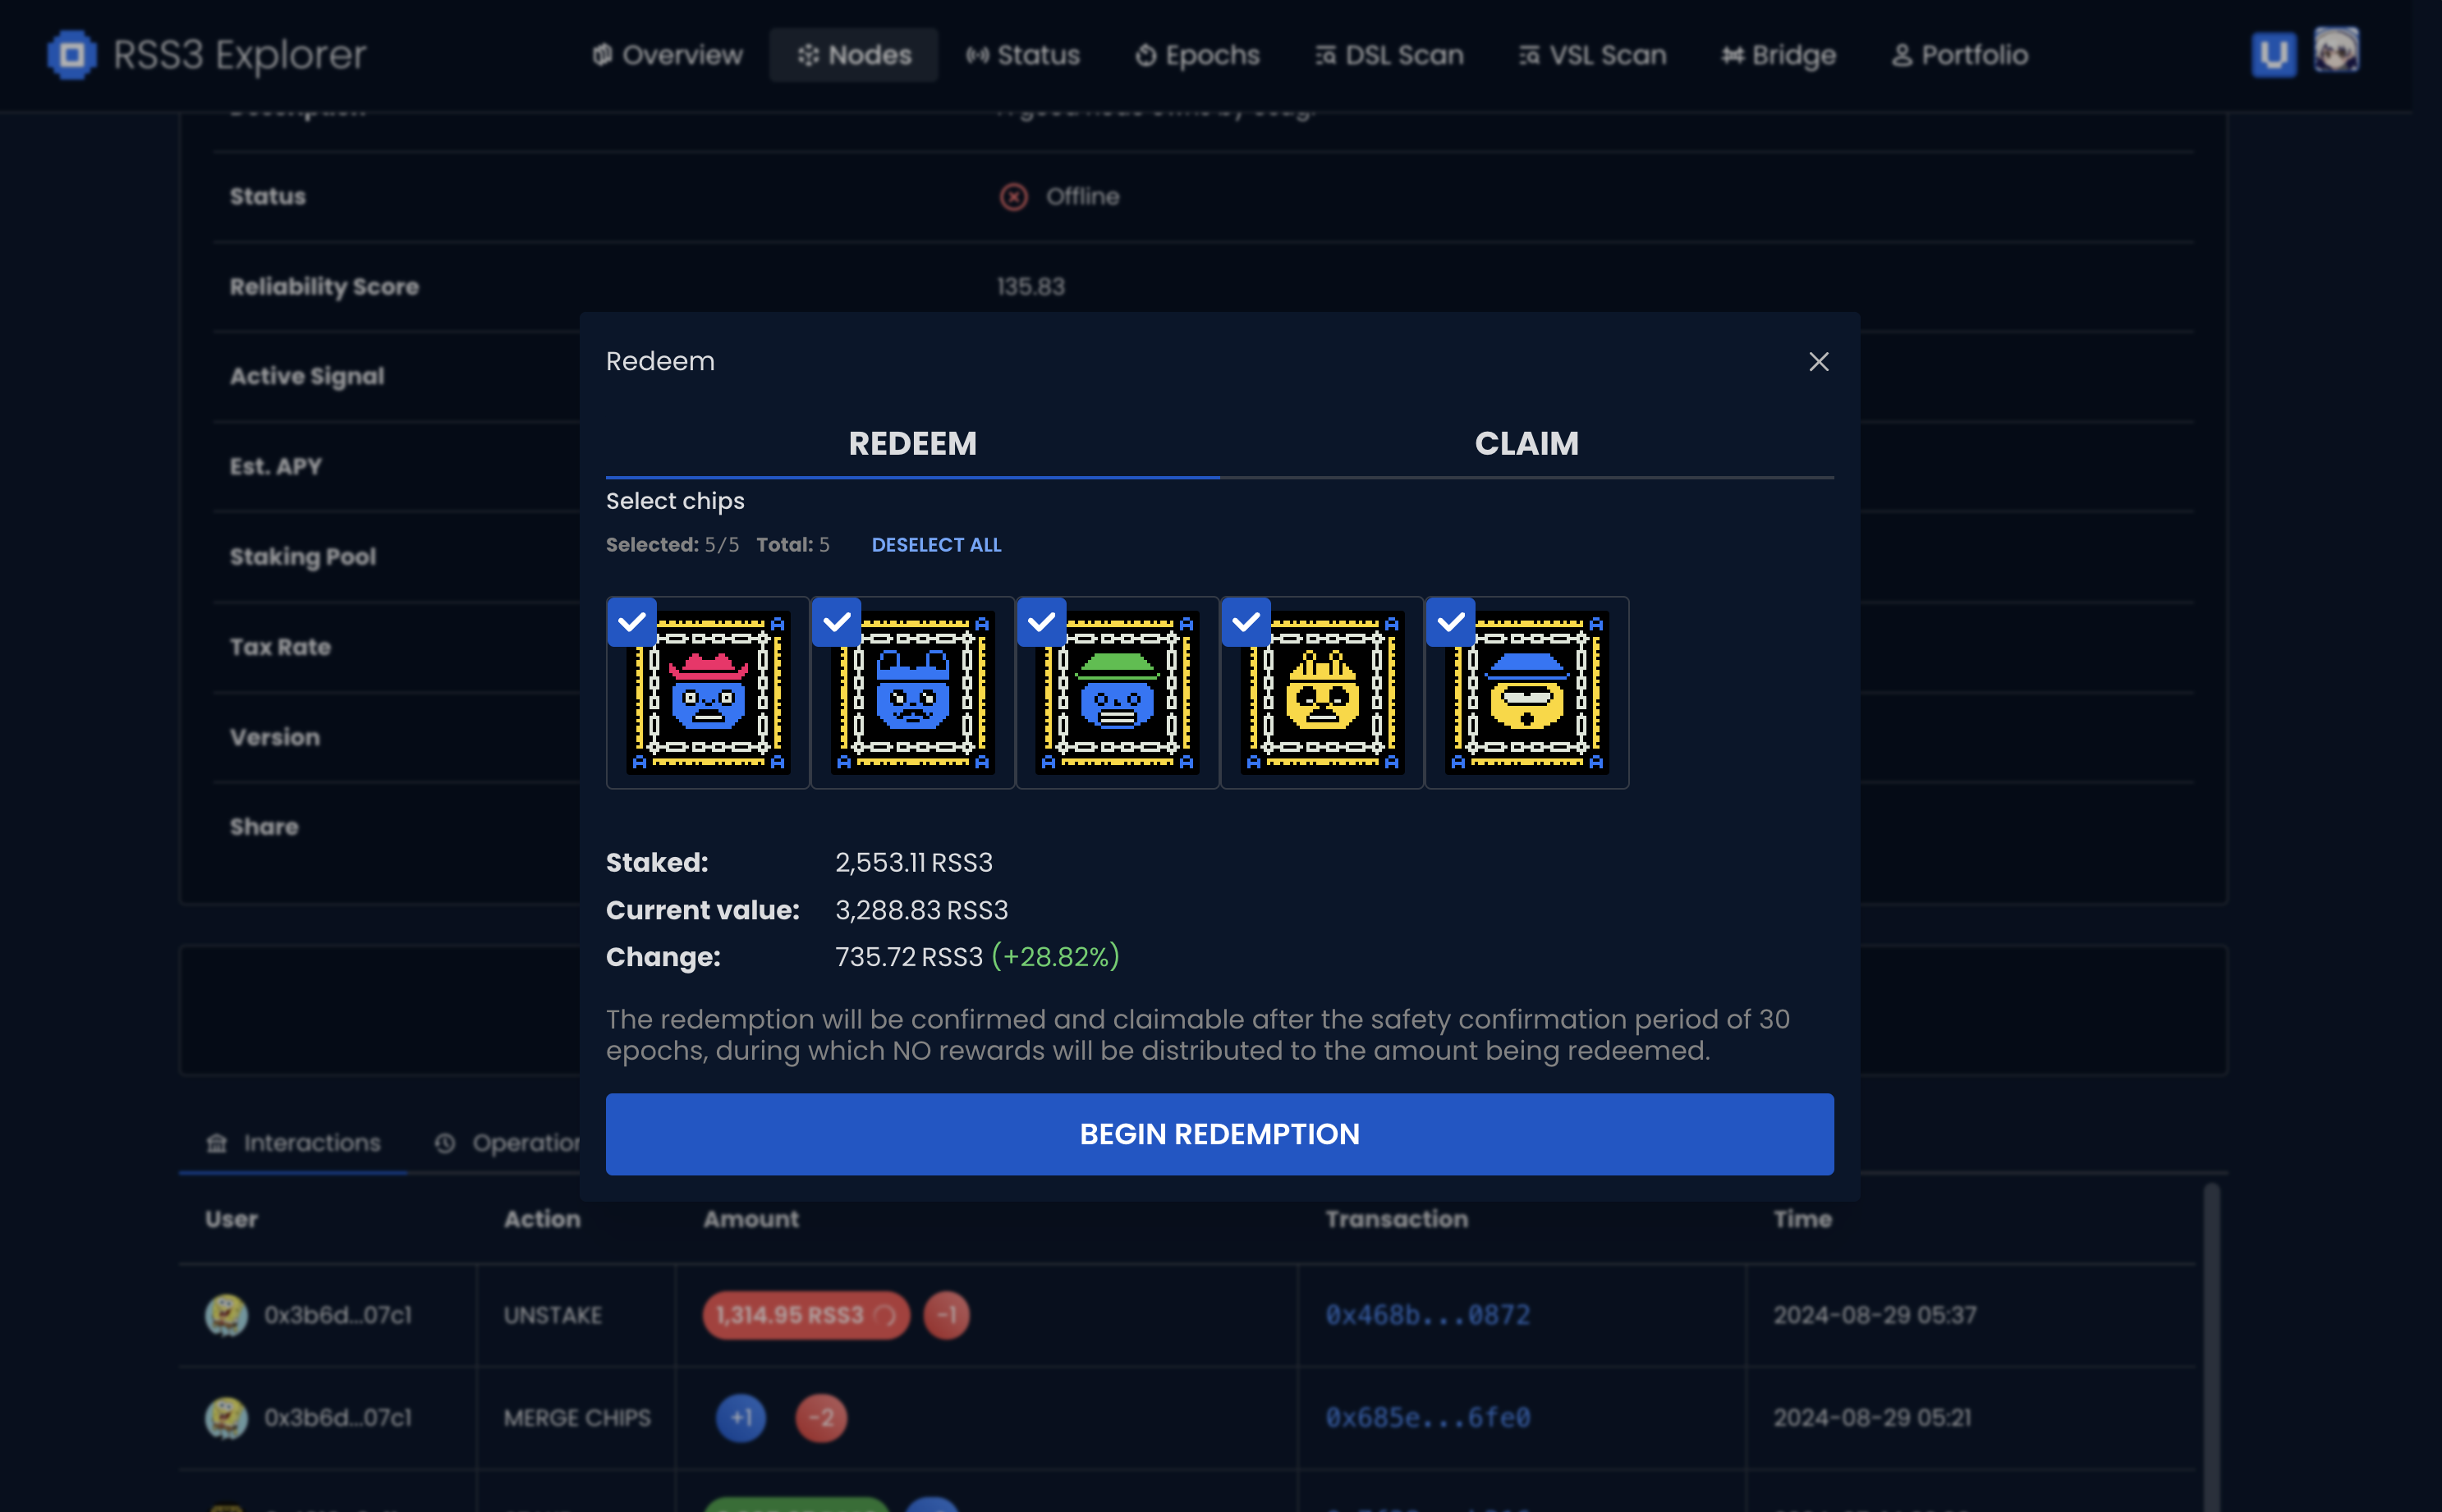 RSS3 Explorer
Overview
Nodes
Status
Epochs
DSL Scan
VSL Scan
Bridge
Portfolio
U
Description
Status
Offline
Reliability Score
135.83
Active Signal
Est. APY
Staking Pool
Tax Rate
Version
Share
Redeem
REDEEM
CLAIM
Select chips
Selected: 5/5 Total: 5 DESELECT ALL
Staked: 2,553.11 RSS3
Current value: 3,288.83 RSS3
Change: 735.72 RSS3 (+28.82%)
The redemption will be confirmed and claimable after the safety confirmation period of 30
epochs, during which NO rewards will be distributed to the amount being redeemed.
BEGIN REDEMPTION
Interactions
User Action Amount Transaction Time
0x3b6d...07c1 UNSTAKE 1,314.95 RSS3 -1 0x468b...0872 2024-08-29 05:37
0x3b6d...07c1 MERGE CHIPS +1 -2 0x685e...6fe0 2024-08-29 05:21